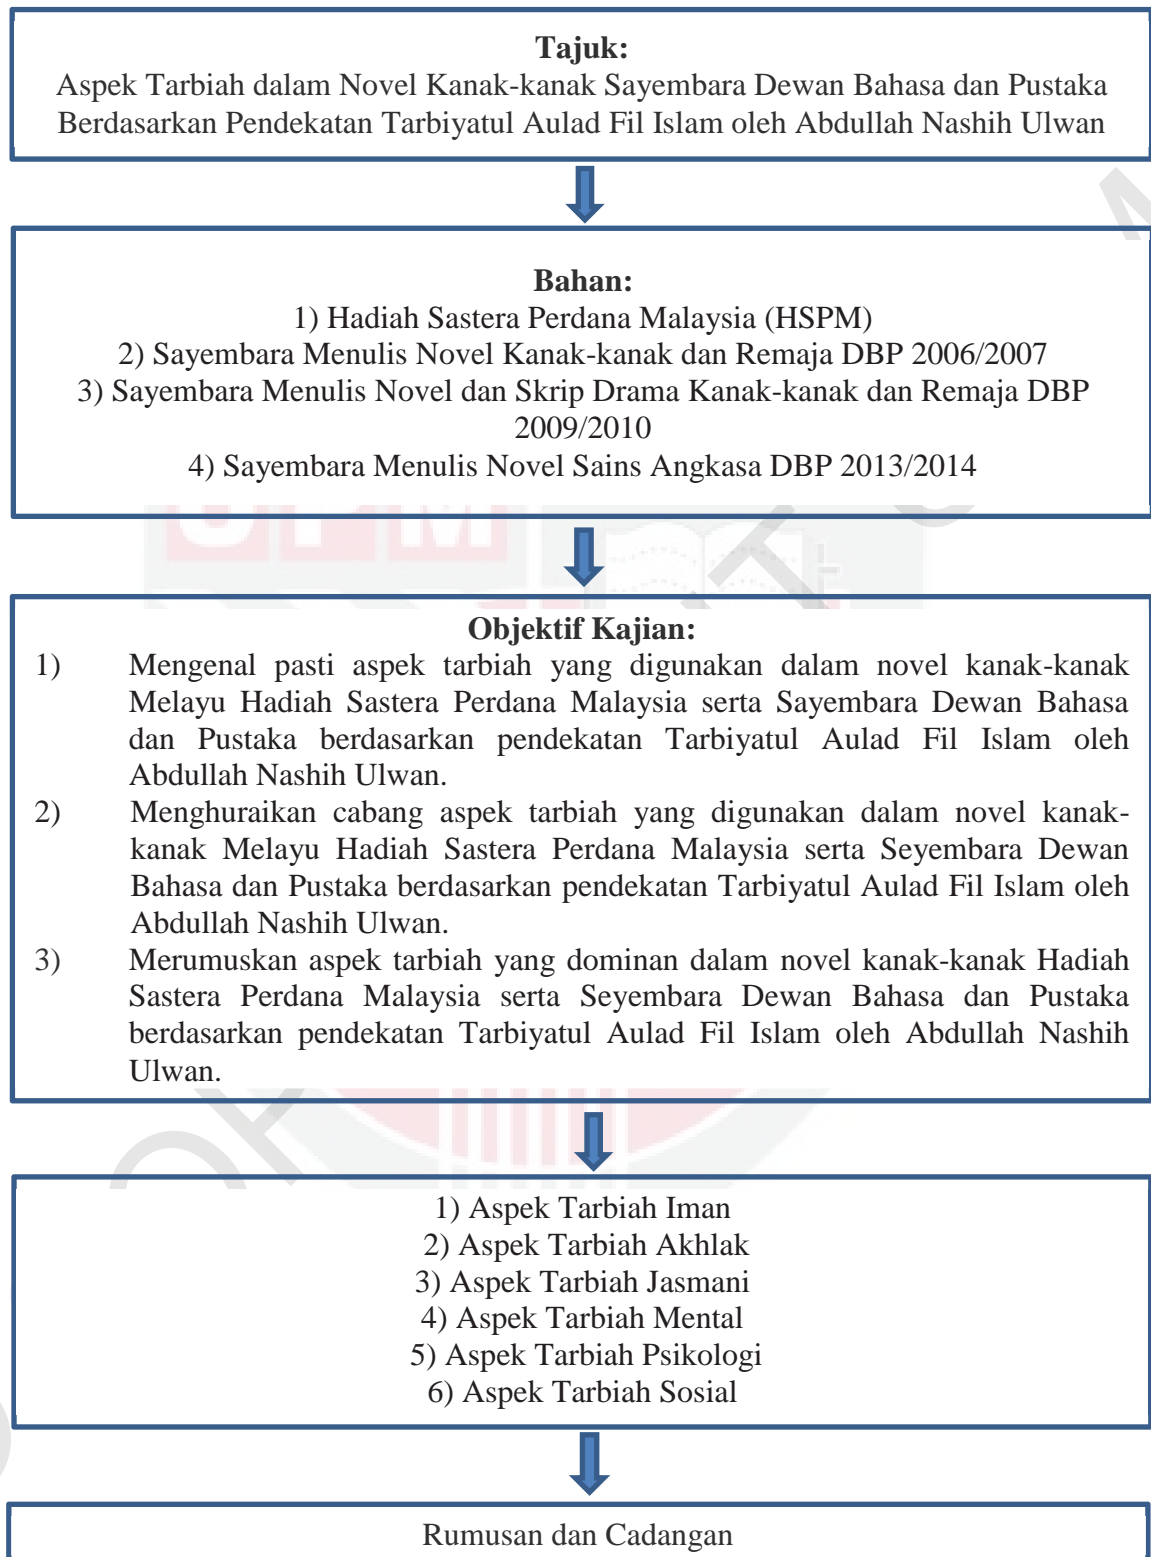 Tajuk:
Aspek Tarbiah dalam Novel Kanak-kanak Sayembara Dewan Bahasa dan Pustaka
Berdasarkan Pendekatan Tarbiyatul Aulad Fil Islam oleh Abdullah Nashih Ulwan
Bahan:
1) Hadiah Sastera Perdana Malaysia (HSPM)
2) Sayembara Menulis Novel Kanak-kanak dan Remaja DBP 2006/2007
3) Sayembara Menulis Novel dan Skrip Drama Kanak-kanak dan Remaja DBP
2009/2010
4) Sayembara Menulis Novel Sains Angkasa DBP 2013/2014
Objektif Kajian:
1) Mengenal pasti aspek tarbiah yang digunakan dalam novel kanak-kanak
Melayu Hadiah Sastera Perdana Malaysia serta Sayembara Dewan Bahasa
dan Pustaka berdasarkan pendekatan Tarbiyatul Aulad Fil Islam oleh
Abdullah Nashih Ulwan.
2) Menghuraikan cabang aspek tarbiah yang digunakan dalam novel kanak-
kanak Melayu Hadiah Sastera Perdana Malaysia serta Seyembara Dewan
Bahasa dan Pustaka berdasarkan pendekatan Tarbiyatul Aulad Fil Islam oleh
Abdullah Nashih Ulwan.
3) Merumuskan aspek tarbiah yang dominan dalam novel kanak-kanak Hadiah
Sastera Perdana Malaysia serta Seyembara Dewan Bahasa dan Pustaka
berdasarkan pendekatan Tarbiyatul Aulad Fil Islam oleh Abdullah Nashih
Ulwan.
1) Aspek Tarbiah Iman
2) Aspek Tarbiah Akhlak
3) Aspek Tarbiah Jasmani
4) Aspek Tarbiah Mental
5) Aspek Tarbiah Psikologi
6) Aspek Tarbiah Sosial
Rumusan dan Cadangan